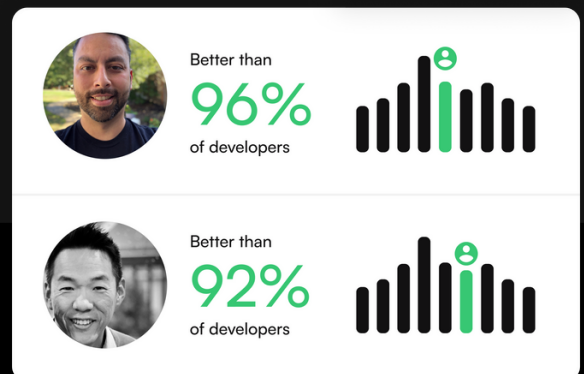 Better than
96%
of developers
Better than
92%
of developers